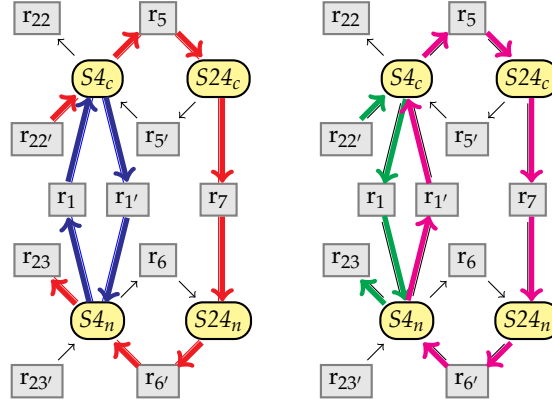 r22 r5 r22 r5
S4c S24c S4c S24c
r22′ r5′ r22′ r5′
r1 r1′ r7 r1 r1′ r7
r23 r6 r23 r6
S4n S24n S4n S24n
r23′ r6′ r23′ r6′